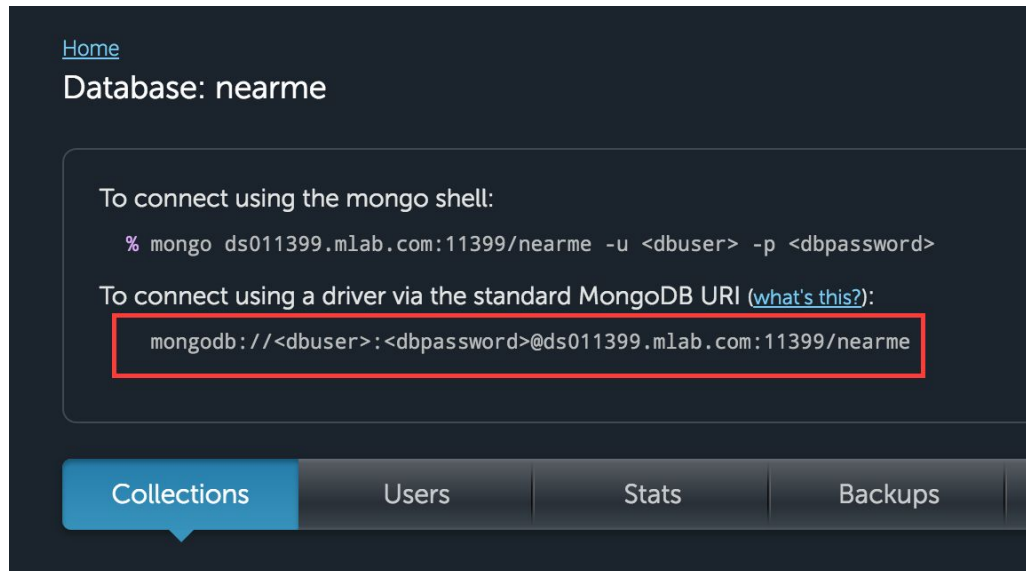 Home
Database: nearme
To connect using the mongo shell:
% mongo ds011399.mlab.com:11399/nearme -u <dbuser> -p <dbpassword>
To connect using a driver via the standard MongoDB URI (what's this?):
mongodb://<dbuser>:<dbpassword>@ds011399.mlab.com:11399/nearme
Collections Users Stats Backups